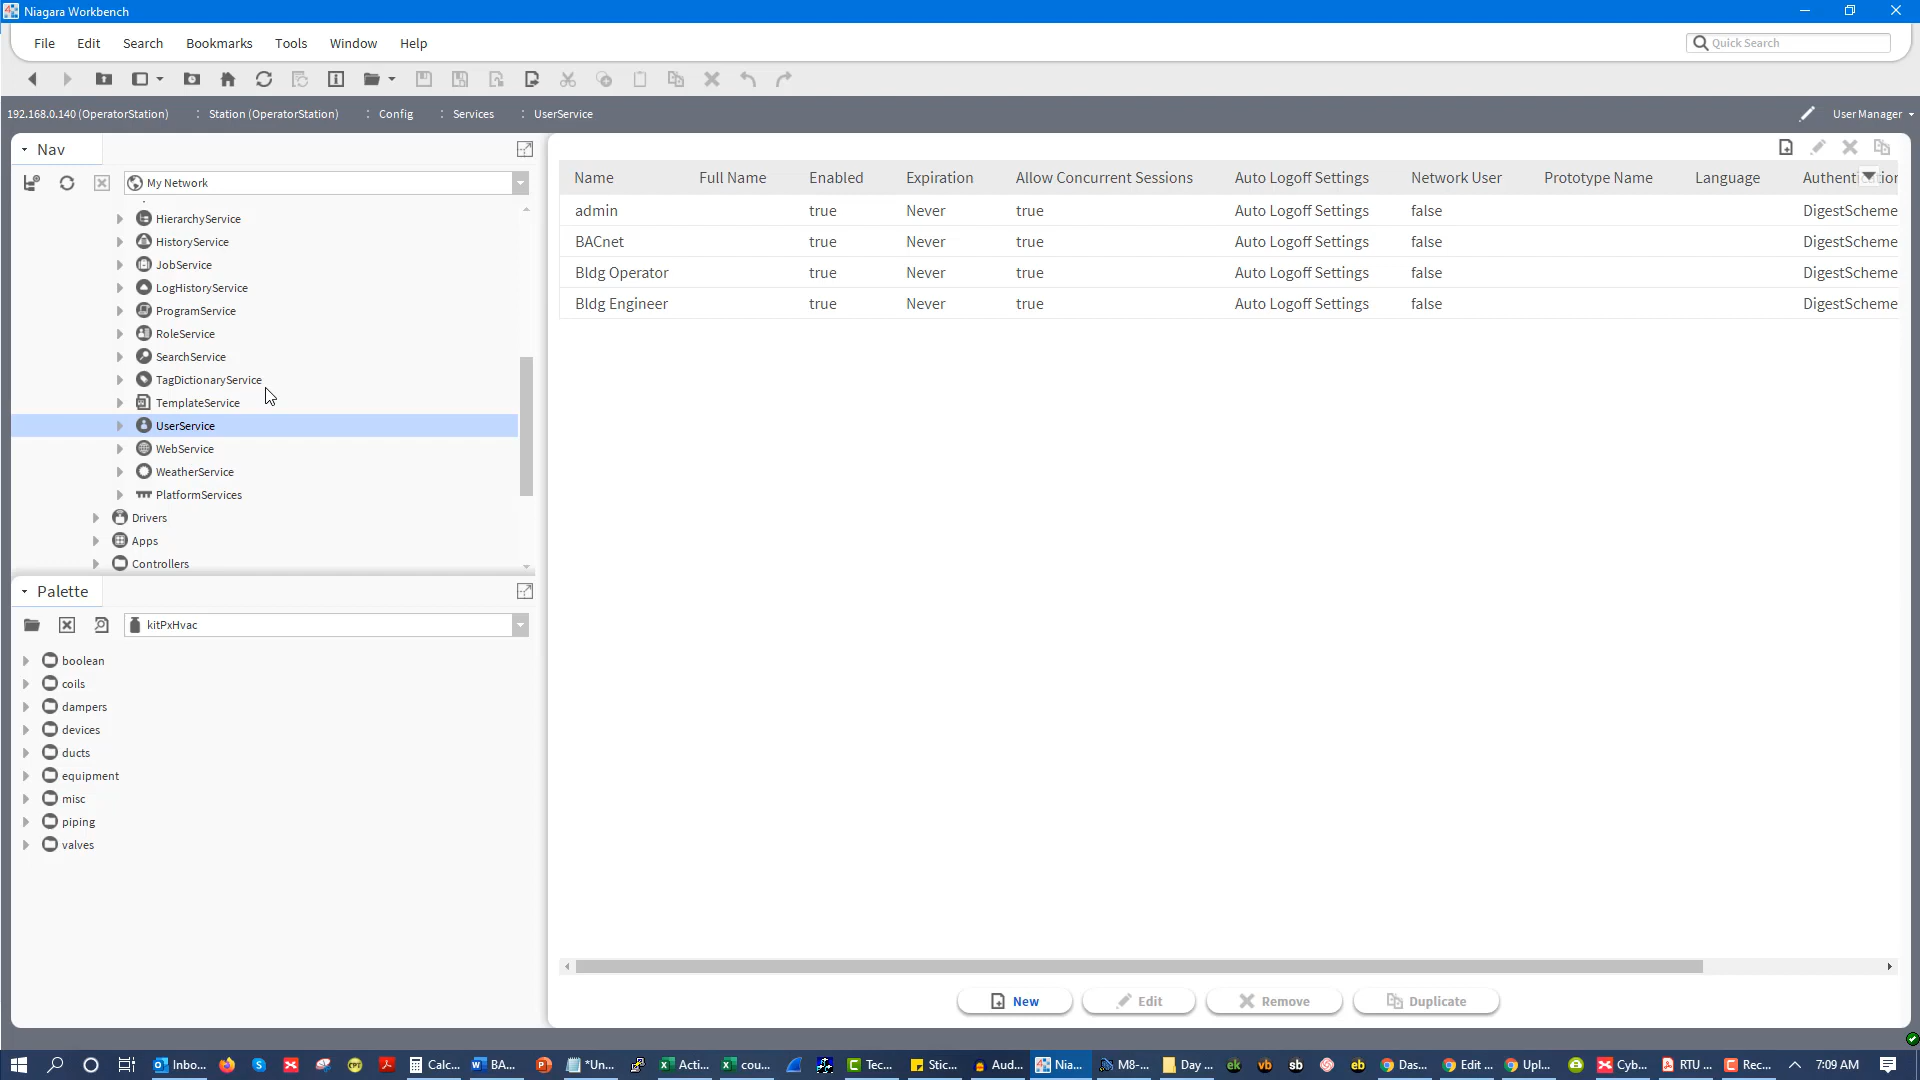 Niagara Workbench
File Edit Search Bookmarks Tools Window Help
Quick Search
192.168.0.140 (OperatorStation) : Station (OperatorStation) : Config : Services : UserService
User Manager
Nav
My Network
HierarchyService
HistoryService
JobService
LogHistoryService
ProgramService
RoleService
SearchService
TagDictionaryService
TemplateService
UserService
WebService
WeatherService
PlatformServices
Drivers
Apps
Controllers
Palette
kitPxHvac
boolean
coils
dampers
devices
ducts
equipment
misc
piping
valves
Name Full Name Enabled Expiration Allow Concurrent Sessions Auto Logoff Settings Network User Prototype Name Language
admin true Never true Auto Logoff Settings false DigestScheme
BACnet true Never true Auto Logoff Settings false DigestScheme
Bldg Operator true Never true Auto Logoff Settings false DigestScheme
Bldg Engineer true Never true Auto Logoff Settings false DigestScheme
New Edit Remove Duplicate
Inbo... Calc... BA... *Un... Acti... cou... Tec... Stic... Aud... Nia... M8-... Day ... ek vb sb eb Das... Edit ... Upl... Cyb... RTU ... Rec... 7:09 AM